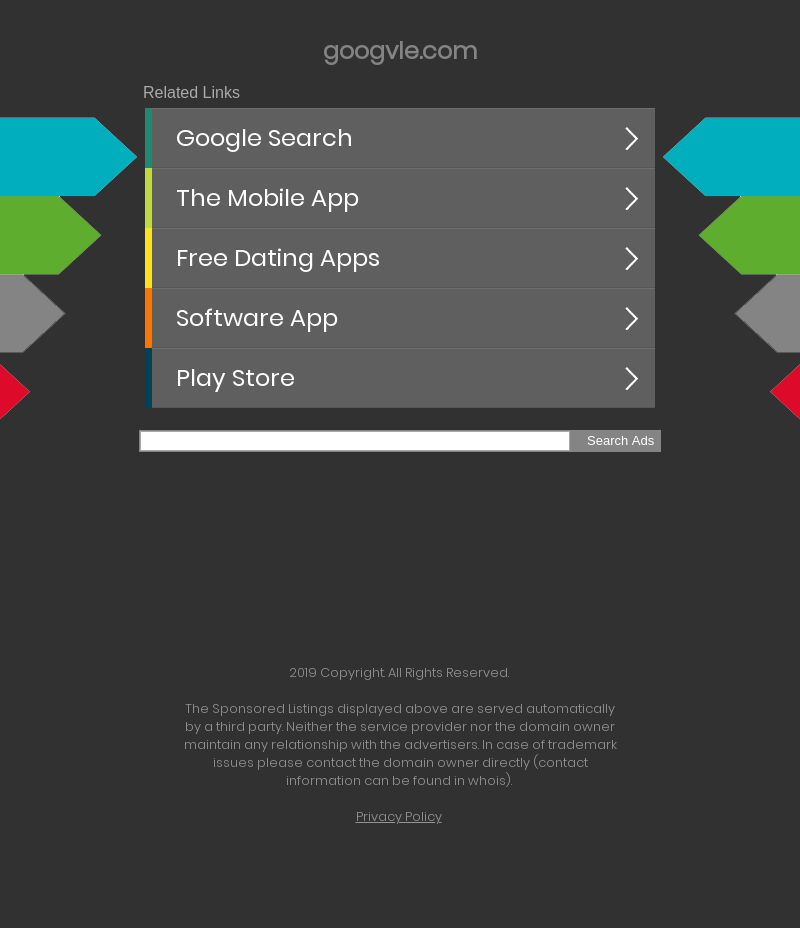 googvle.com
Related Links
Google Search
The Mobile App
Free Dating Apps
Software App
Play Store
Search Ads
2019 Copyright. All Rights Reserved.
The Sponsored Listings displayed above are served automatically
by a third party. Neither the service provider nor the domain owner
maintain any relationship with the advertisers. In case of trademark
issues please contact the domain owner directly (contact
information can be found in whois).
Privacy Policy